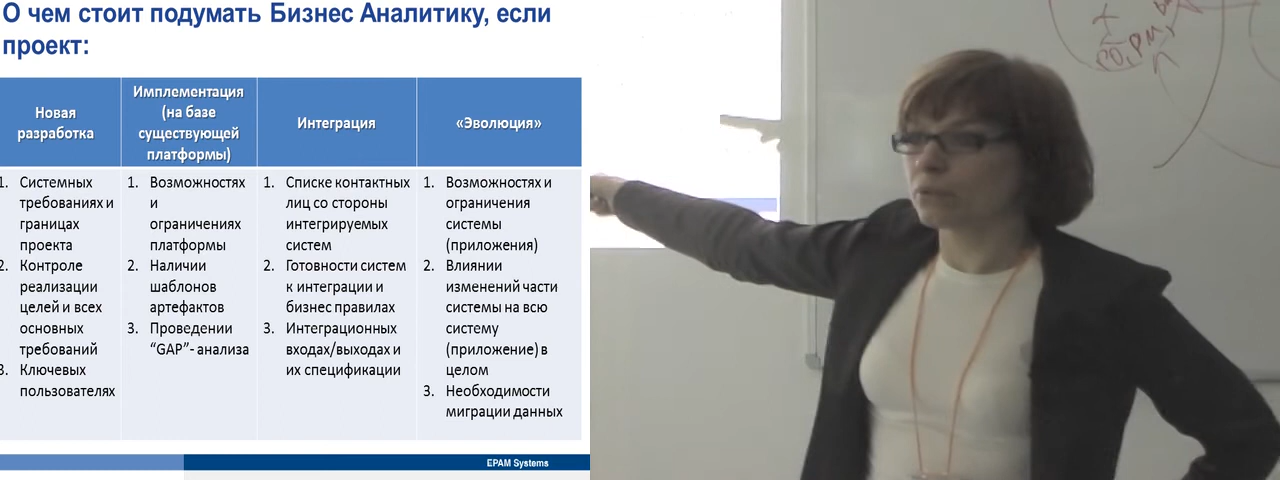 О чем стоит подумать Бизнес Аналитику, если
проект:
Новая
разработка
Имплементация
(на базе
существующей
платформы)
Интеграция
«Эволюция»
1. Системных
требованиях и
границах
проекта
2. Контроле
реализации
целей и всех
основных
требований
3. Ключевых
пользователях
1. Возможностях
и
ограничениях
платформы
2. Наличии
шаблонов
артефактов
3. Проведении
“GAP”- анализа
1. Списке контактных
лиц со стороны
интегрируемых
систем
2. Готовности систем
к интеграции и
бизнес правилах
3. Интеграционных
входах/выходах и
их спецификации
1. Возможностях и
ограничения
системы
(приложения)
2. Влиянии
изменений части
системы на всю
систему
(приложение) в
целом
3. Необходимости
миграции данных
EPAM Systems